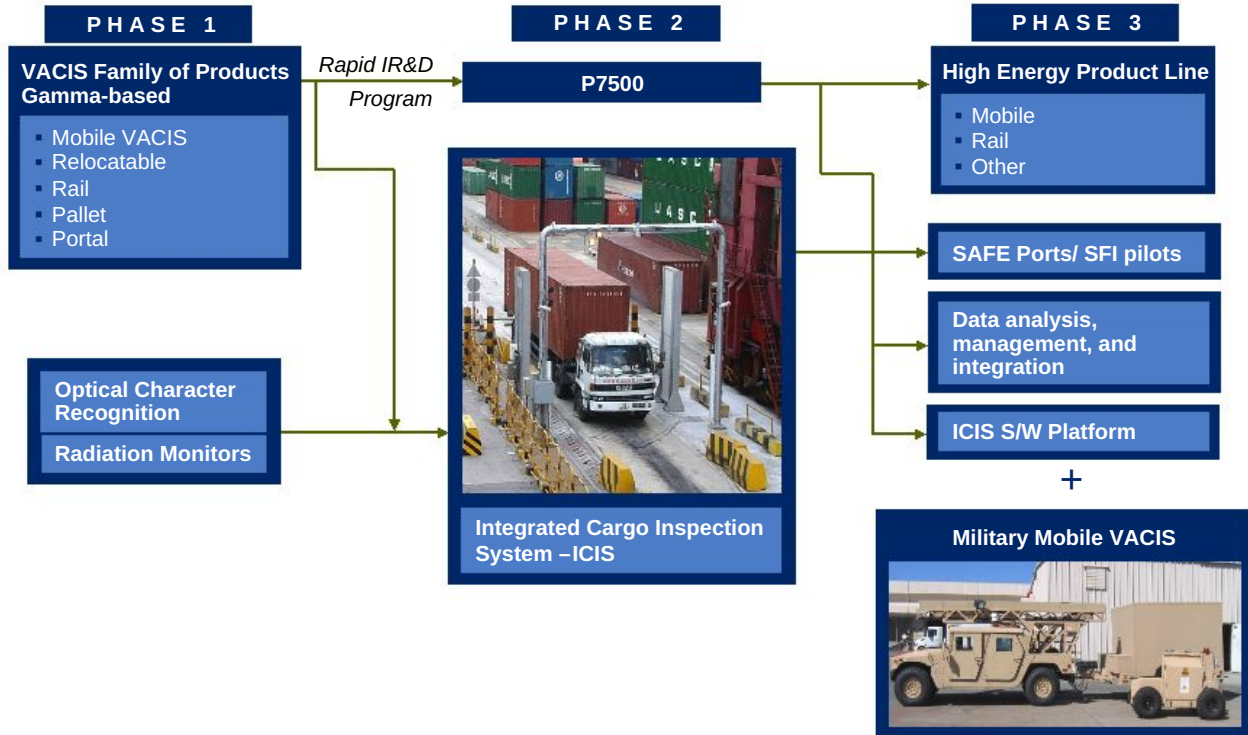 PHASE 1
VACIS Family of Products
Gamma-based
▪ Mobile VACIS
▪ Relocatable
▪ Rail
▪ Pallet
▪ Portal
Optical Character
Recognition
Radiation Monitors
Rapid IR&D
Program
PHASE 2
P7500
UASC
Integrated Cargo Inspection
System –ICIS
PHASE 3
High Energy Product Line
▪ Mobile
▪ Rail
▪ Other
SAFE Ports/ SFI pilots
Data analysis,
management, and
integration
ICIS S/W Platform
+
Military Mobile VACIS